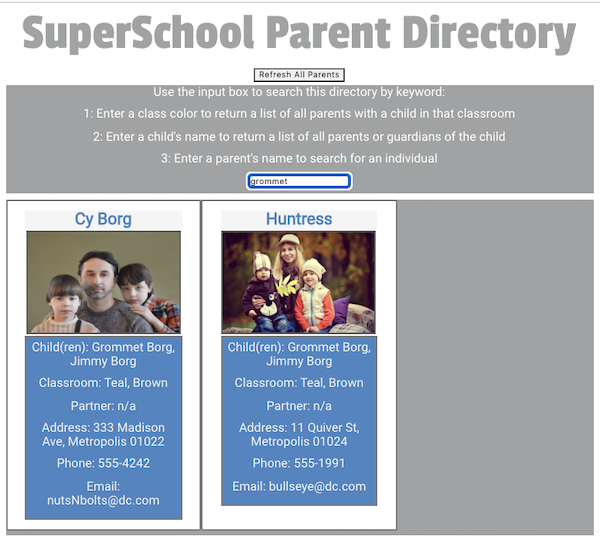 SuperSchool Parent Directory
Refresh All Parents
Use the input box to search this directory by keyword:
1: Enter a class color to return a list of all parents with a child in that classroom
2: Enter a child's name to return a list of all parents or guardians of the child
3: Enter a parent's name to search for an individual
grommet
Cy Borg
Child(ren): Grommet Borg,
Jimmy Borg
Classroom: Teal, Brown
Partner: n/a
Address: 333 Madison
Ave, Metropolis 01022
Phone: 555-4242
Email:
nutsNbolts@dc.com
Huntress
Child(ren): Grommet Borg,
Jimmy Borg
Classroom: Teal, Brown
Partner: n/a
Address: 11 Quiver St,
Metropolis 01024
Phone: 555-1991
Email: bullseye@dc.com